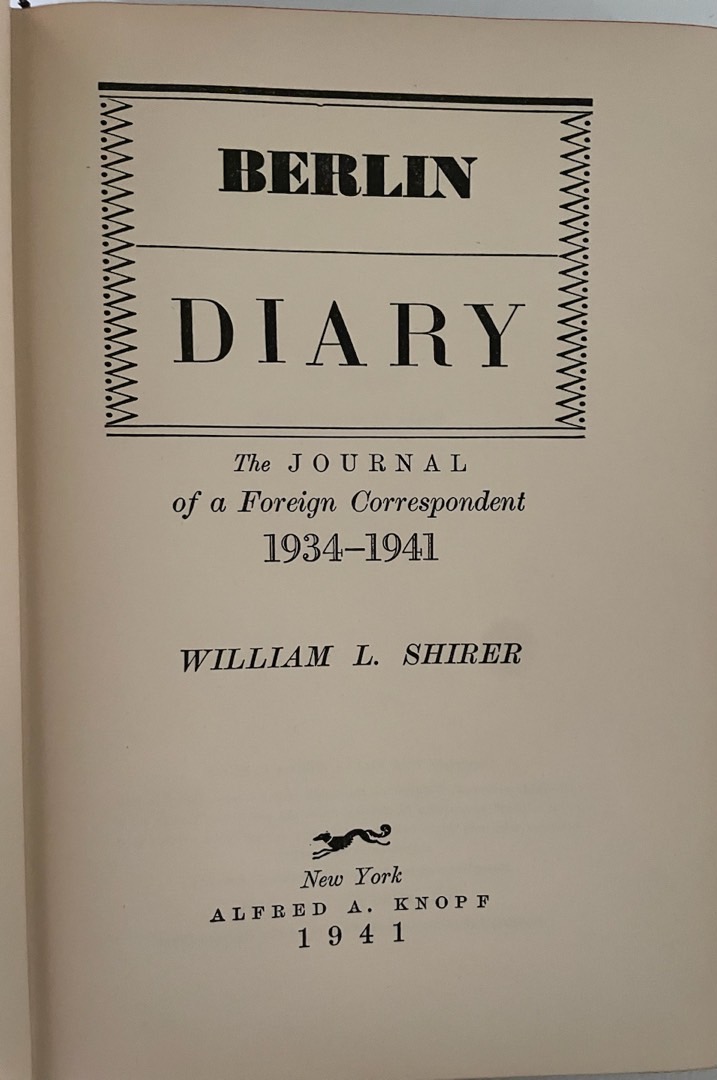 BERLIN
DIARY
The JOURNAL
of a Foreign Correspondent
1934–1941
WILLIAM L. SHIRER
New York
ALFRED A. KNOPF
1941